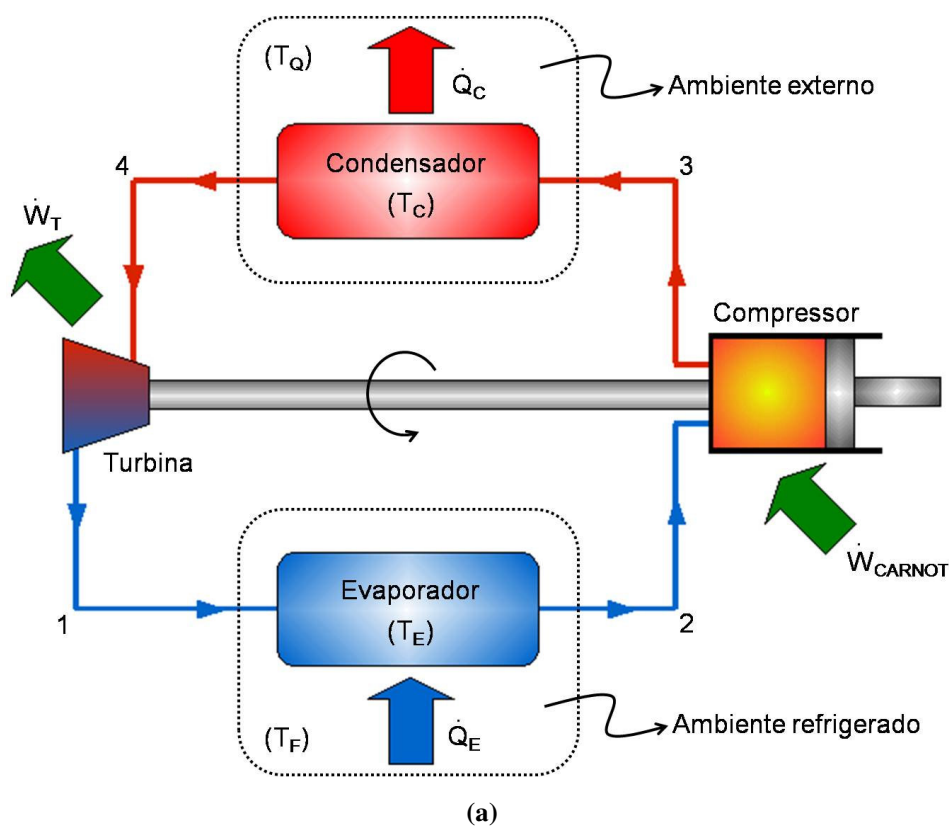 (T_Q)
Q̇_C
Ambiente externo
4
Condensador
(T_C)
3
Ẇ_T
Compressor
Turbina
Ẇ_CARNOT
1
Evaporador
(T_E)
2
(T_F)
Q̇_E
Ambiente refrigerado
(a)